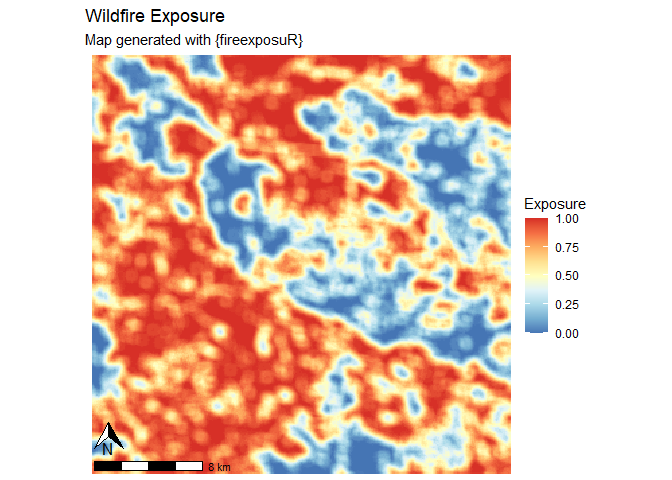 Wildfire Exposure
Map generated with {fireexposuR}
Exposure
1.00
0.75
0.50
0.25
0.00
N
8 km